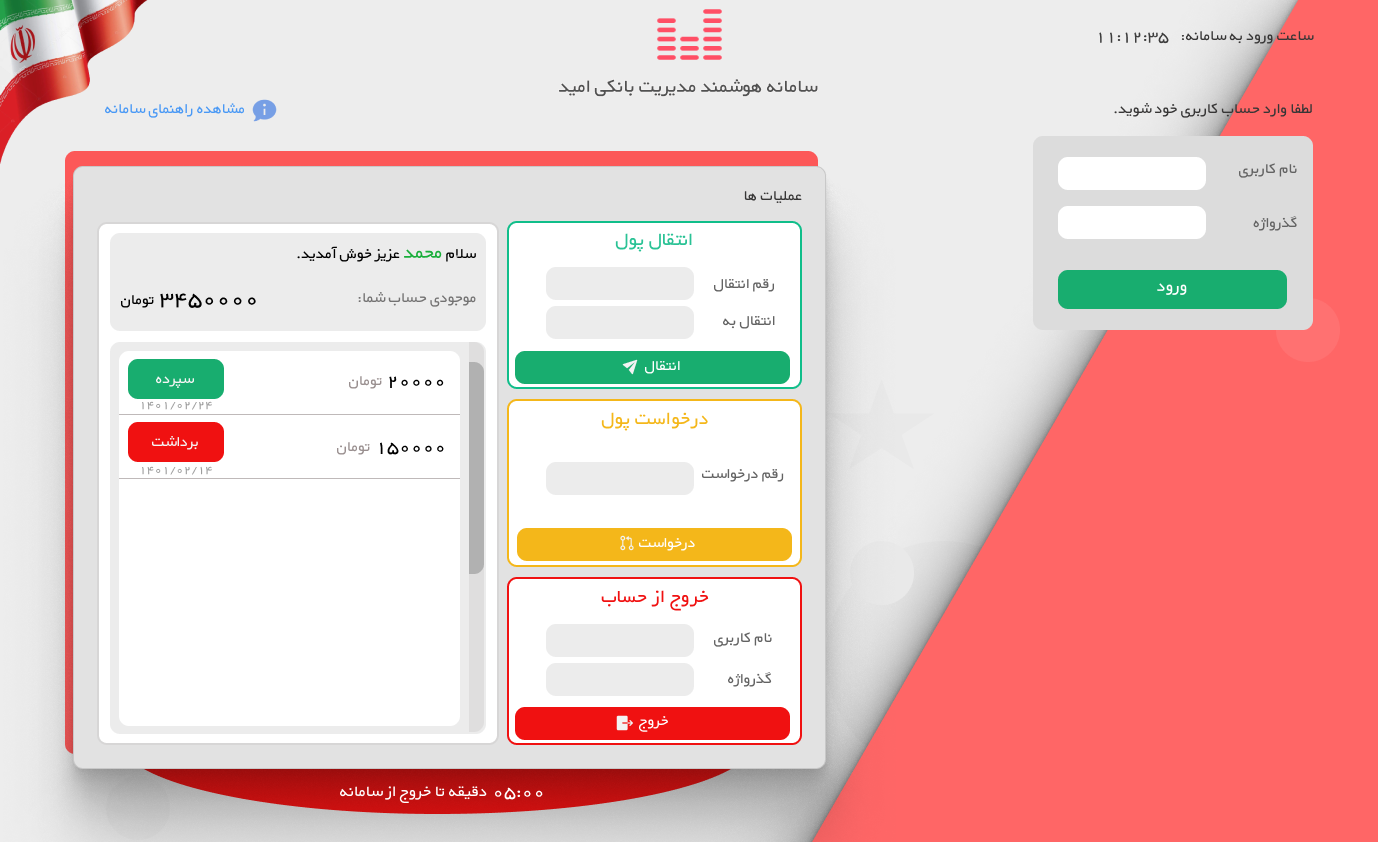 ساعت ورود به سامانه: ۱۱:۱۲:۳۵
سامانه هوشمند مدیریت بانکی امید
مشاهده راهنمای سامانه
لطفا وارد حساب کاربری خود شوید.
نام کاربری
گذرواژه
ورود
عملیات ها
انتقال پول
رقم انتقال
انتقال به
انتقال
درخواست پول
رقم درخواست
درخواست
خروج از حساب
نام کاربری
گذرواژه
خروج
سلام محمد عزیز خوش آمدید.
موجودی حساب شما: ۳۴۵۰۰۰۰ تومان
۲۰۰۰۰ تومان
سپرده
۱۴۰۱/۰۲/۲۴
۱۵۰۰۰۰ تومان
برداشت
۱۴۰۱/۰۲/۱۴
۰۵:۰۰ دقیقه تا خروج از سامانه